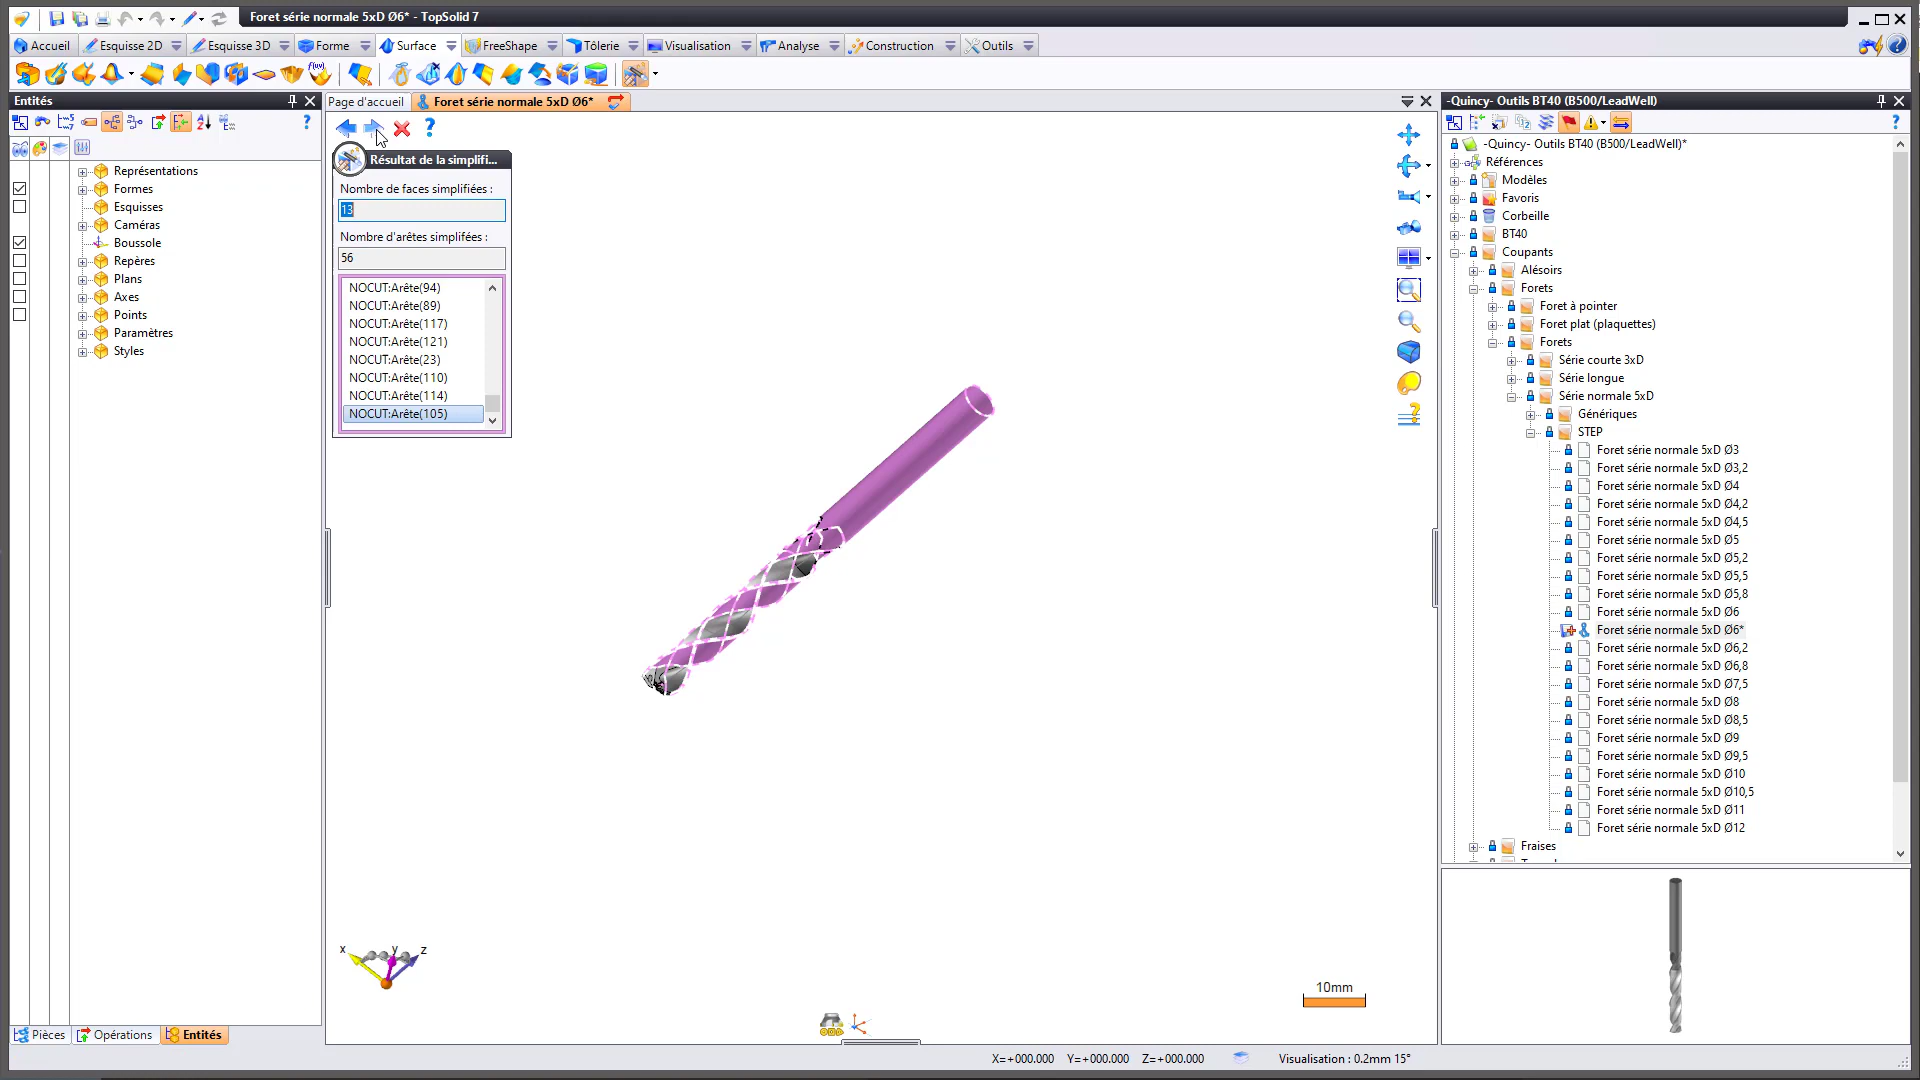 Foret série normale 5xD Ø6* - TopSolid 7
Accueil
Esquisse 2D
Esquisse 3D
Forme
Surface
FreeShape
Tôlerie
Visualisation
Analyse
Construction
Outils
Entités
Page d'accueil
Foret série normale 5xD Ø6*
-Quincy- Outils BT40 (B500/LeadWell)
Représentations
Formes
Esquisses
Caméras
Boussole
Repères
Plans
Axes
Points
Paramètres
Styles
Résultat de la simplifi...
Nombre de faces simplifiées :
13
Nombre d'arêtes simplifiées :
56
NOCUT:Arête(94)
NOCUT:Arête(89)
NOCUT:Arête(117)
NOCUT:Arête(121)
NOCUT:Arête(23)
NOCUT:Arête(110)
NOCUT:Arête(114)
NOCUT:Arête(105)
-Quincy- Outils BT40 (B500/LeadWell)*
Références
Modèles
Favoris
Corbeille
BT40
Coupants
Alésoirs
Forets
Foret à pointer
Foret plat (plaquettes)
Forets
Série courte 3xD
Série longue
Série normale 5xD
Génériques
STEP
Foret série normale 5xD Ø3
Foret série normale 5xD Ø3,2
Foret série normale 5xD Ø4
Foret série normale 5xD Ø4,2
Foret série normale 5xD Ø4,5
Foret série normale 5xD Ø5
Foret série normale 5xD Ø5,2
Foret série normale 5xD Ø5,5
Foret série normale 5xD Ø5,8
Foret série normale 5xD Ø6
Foret série normale 5xD Ø6*
Foret série normale 5xD Ø6,2
Foret série normale 5xD Ø6,8
Foret série normale 5xD Ø7,5
Foret série normale 5xD Ø8
Foret série normale 5xD Ø8,5
Foret série normale 5xD Ø9
Foret série normale 5xD Ø9,5
Foret série normale 5xD Ø10
Foret série normale 5xD Ø10,5
Foret série normale 5xD Ø11
Foret série normale 5xD Ø12
Fraises
x y z
10mm
Pièces
Opérations
Entités
X=+000.000 Y=+000.000 Z=+000.000
Visualisation : 0.2mm 15°